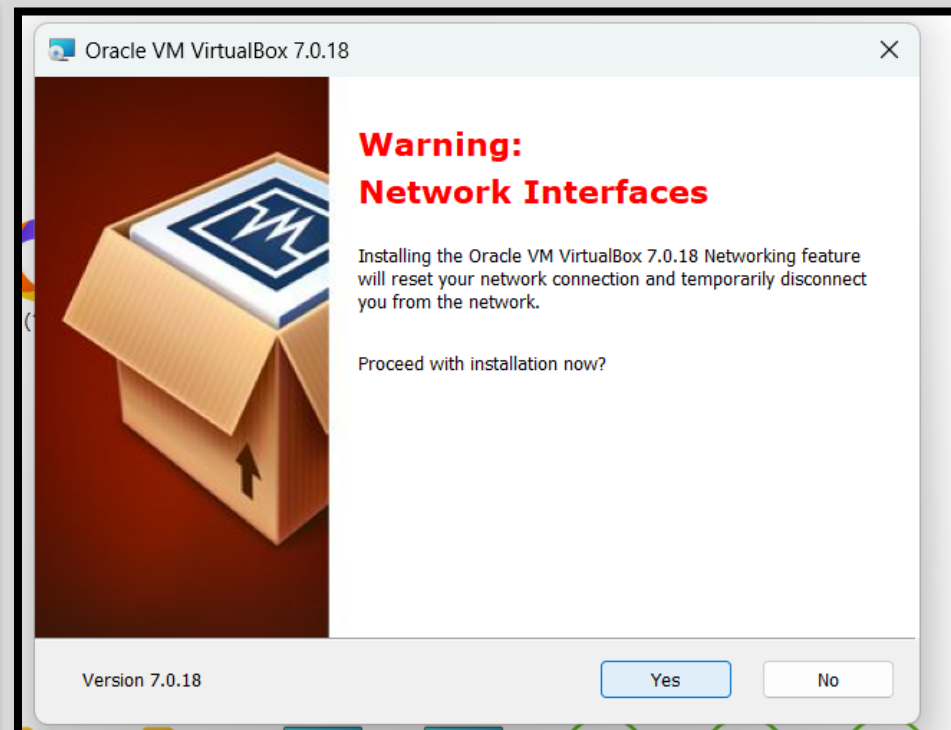 Oracle VM VirtualBox 7.0.18
Warning:
Network Interfaces
Installing the Oracle VM VirtualBox 7.0.18 Networking feature
will reset your network connection and temporarily disconnect
you from the network.
Proceed with installation now?
Version 7.0.18
Yes
No